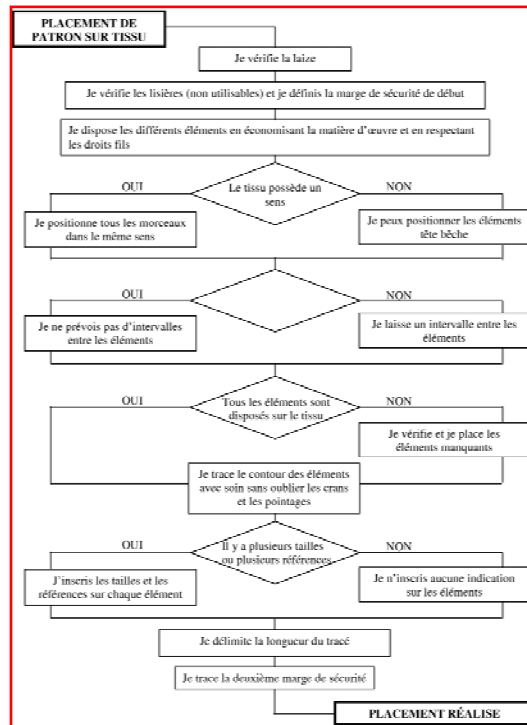 PLACEMENT DE
PATRON SUR TISSU
Je vérifie la laize
Je vérifie les lisières (non utilisables) et je définis la marge de sécurité de début
Je dispose les différents éléments en économisant la matière d'œuvre et en respectant
les droits fils
OUI
Le tissu possède un
sens
NON
Je positionne tous les morceaux
dans le même sens
Je peux positionner les éléments
tête bêche
OUI
NON
Je ne prévois pas d'intervalles
entre les éléments
Je laisse un intervalle entre les
éléments
OUI
Tous les éléments sont
disposés sur le tissu
NON
Je vérifie et je place les
éléments manquants
Je trace le contour des éléments
avec soin sans oublier les crans
et les pointages
OUI
Il y a plusieurs tailles
ou plusieurs références
NON
J'inscris les tailles et les
références sur chaque élément
Je n'inscris aucune indication
sur les éléments
Je délimite la longueur du tracé
Je trace la deuxième marge de sécurité
PLACEMENT RÉALISE